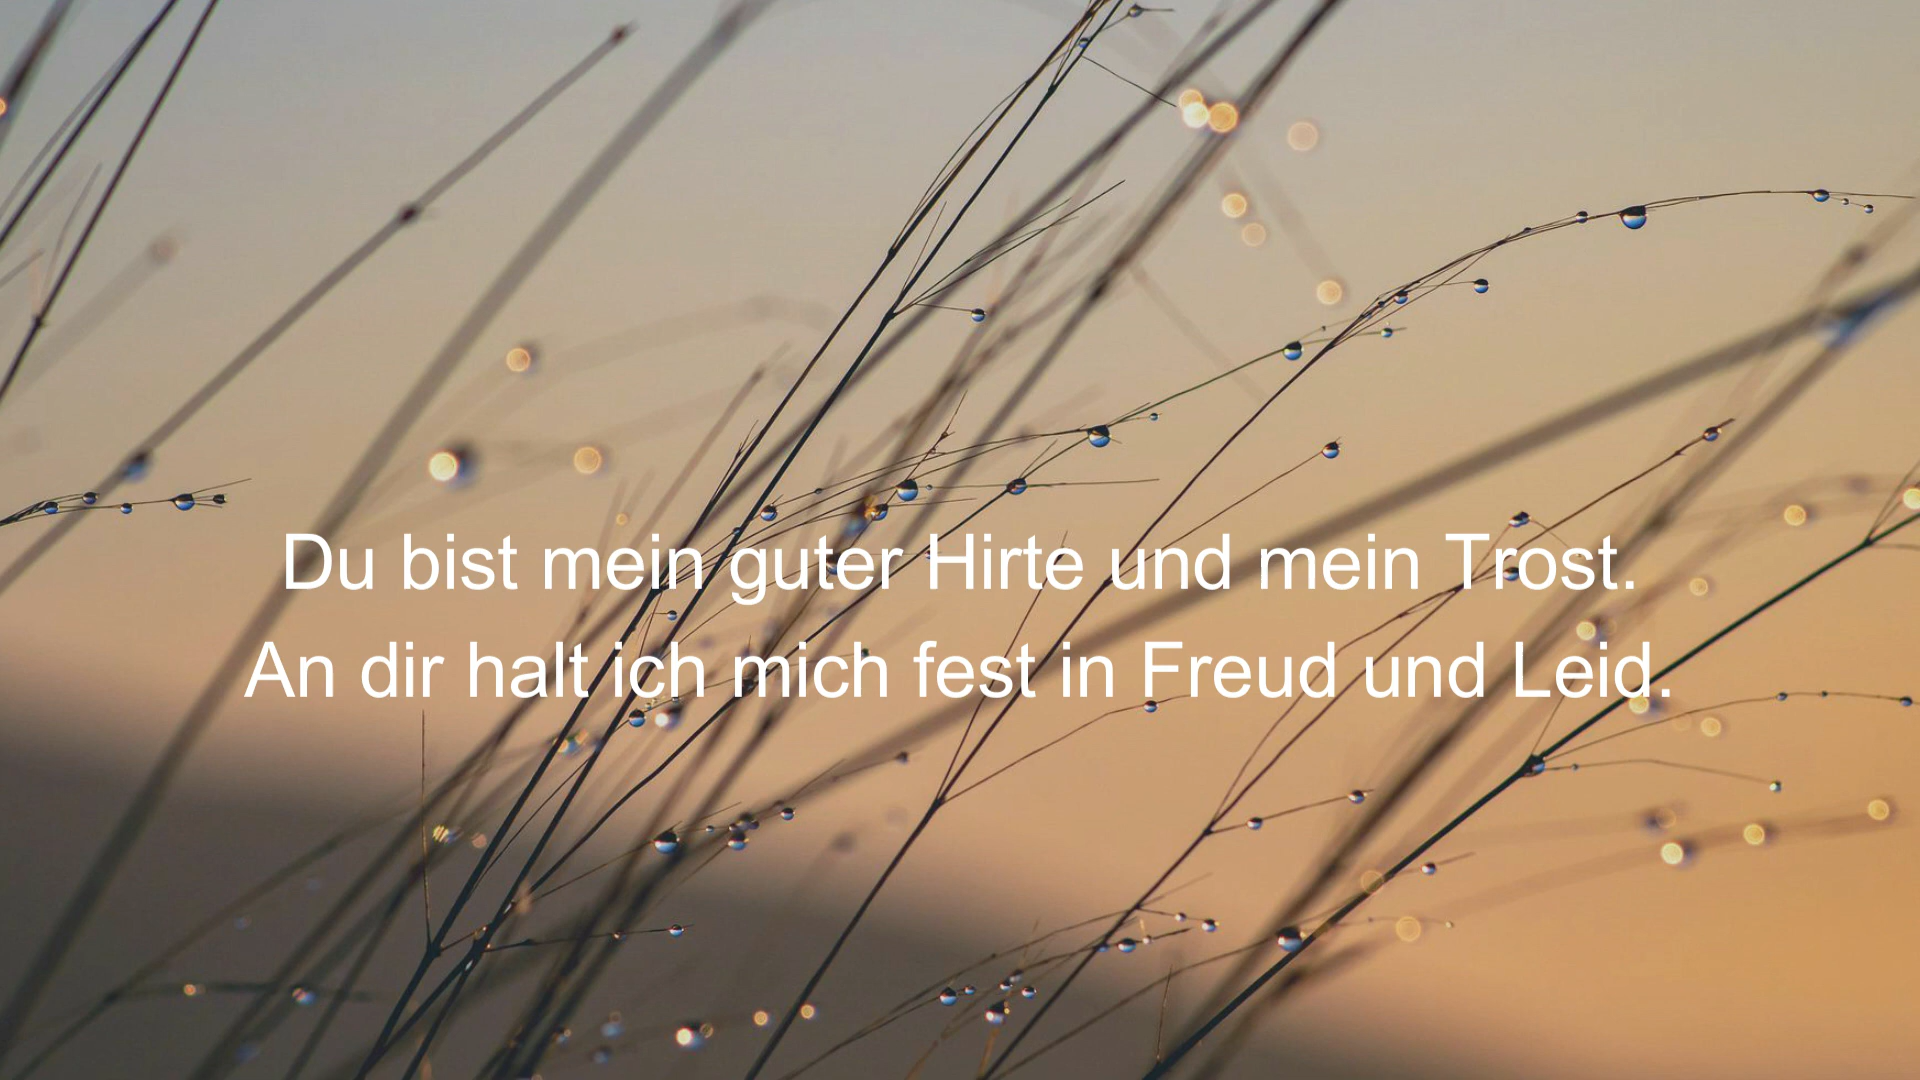 Du bist mein guter Hirte und mein Trost.
An dir halt ich mich fest in Freud und Leid.